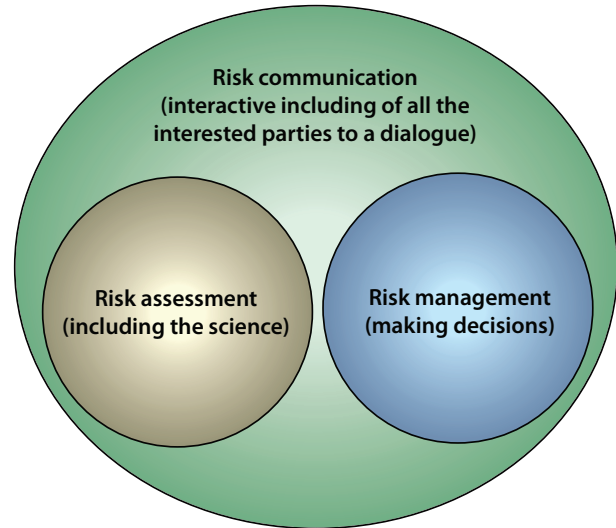 Risk communication
(interactive including of all the
interested parties to a dialogue)
Risk assessment
(including the science)
Risk management
(making decisions)